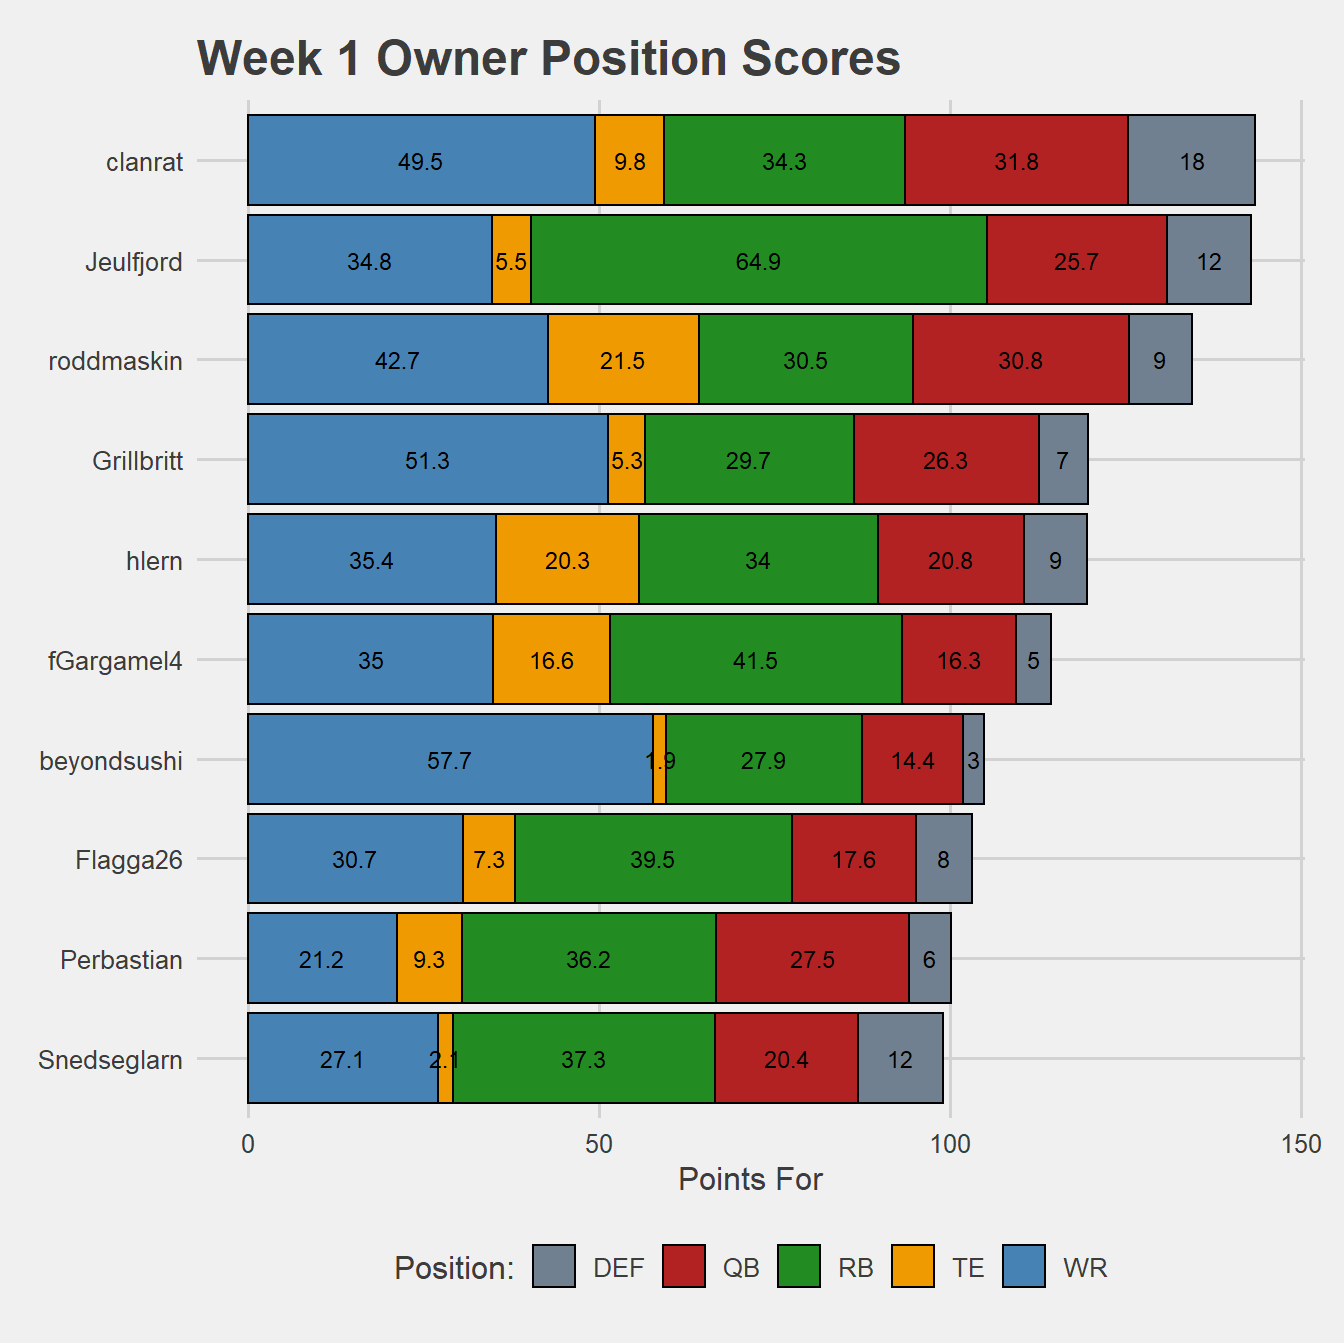 Week 1 Owner Position Scores
clanrat 49.5 9.8 34.3 31.8 18
Jeulfjord 34.8 5.5 64.9 25.7 12
roddmaskin 42.7 21.5 30.5 30.8 9
Grillbritt 51.3 5.3 29.7 26.3 7
hlern 35.4 20.3 34 20.8 9
fGargamel4 35 16.6 41.5 16.3 5
beyondsushi 57.7 1.9 27.9 14.4 3
Flagga26 30.7 7.3 39.5 17.6 8
Perbastian 21.2 9.3 36.2 27.5 6
Snedseglarn 27.1 2.1 37.3 20.4 12
0 50 100 150
Points For
Position: DEF QB RB TE WR